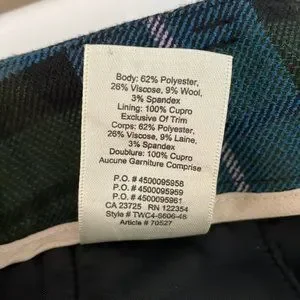 Body: 62% Polyester,
26% Viscose, 9% Wool,
3% Spandex
Lining: 100% Cupro
Exclusive Of Trim
Corps: 62% Polyester,
26% Viscose, 9% Laine,
3% Spandex
Doublure: 100% Cupro
Aucune Garniture Comprise
P.O. # 4500095958
P.O. # 4500095959
P.O. # 4500095961
CA 23725 RN 122354
Style # TWC4-6606-45
Article # 70527